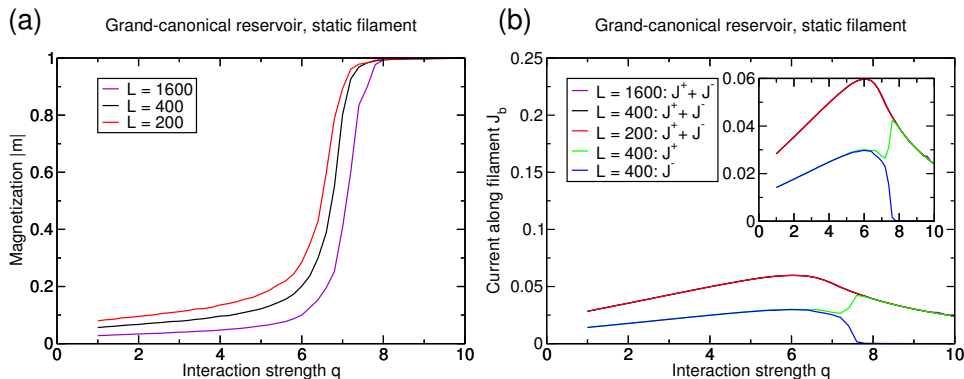 (a)
Grand-canonical reservoir, static filament
Magnetization |m|
1
0.8
0.6
0.4
0.2
0
L = 1600
L = 400
L = 200
0 2 4 6 8 10
Interaction strength q
(b)
Grand-canonical reservoir, static filament
Current along filament J_b
0.25
0.2
0.15
0.1
0.05
0
L = 1600: J⁺ + J⁻
L = 400: J⁺ + J⁻
L = 200: J⁺ + J⁻
L = 400: J⁺
L = 400: J⁻
0.06
0.04
0.02
0
0 2 4 6 8 10
0 2 4 6 8 10
Interaction strength q